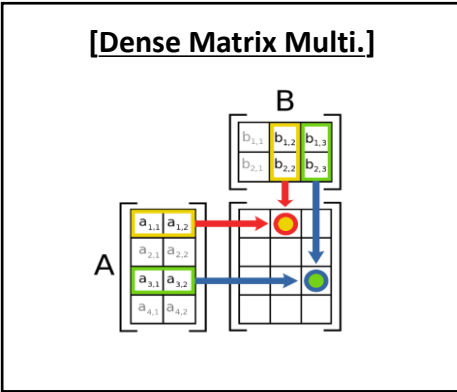 [Dense Matrix Multi.]
B
b1,1 b1,2 b1,3
b2,1 b2,2 b2,3
A
a1,1 a1,2
a2,1 a2,2
a3,1 a3,2
a4,1 a4,2